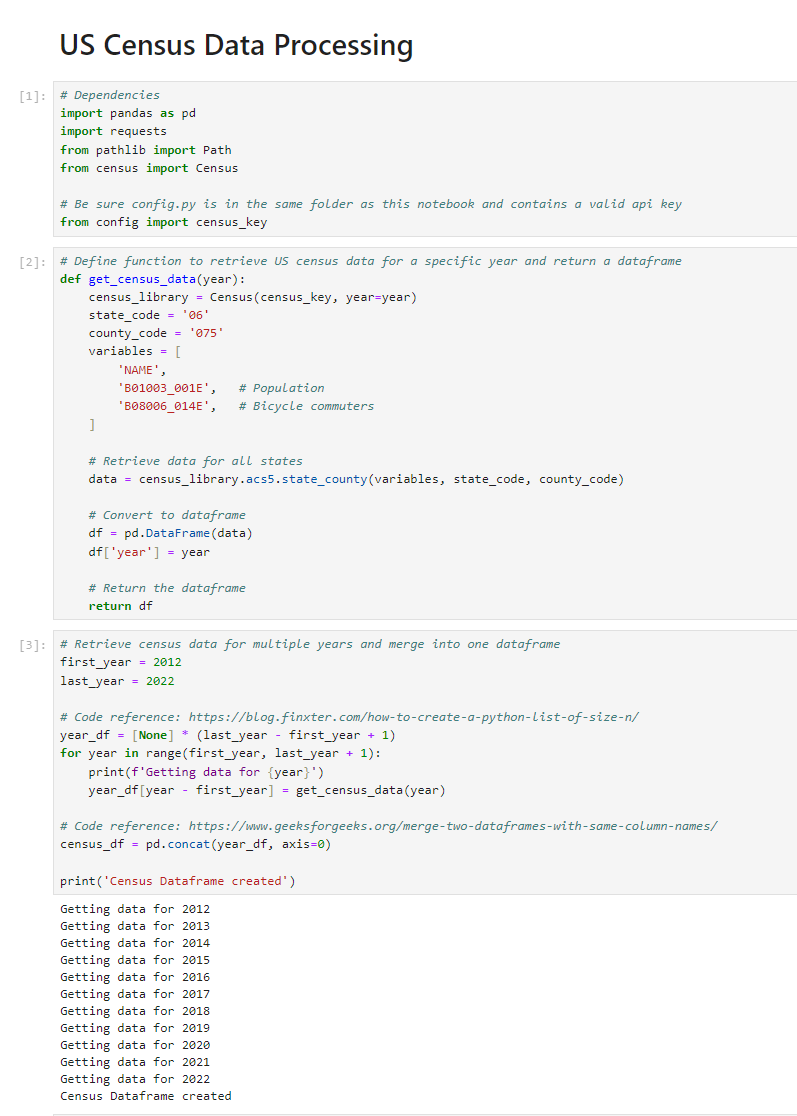 US Census Data Processing
[1]:
# Dependencies
import pandas as pd
import requests
from pathlib import Path
from census import Census

# Be sure config.py is in the same folder as this notebook and contains a valid api key
from config import census_key
[2]:
# Define function to retrieve US census data for a specific year and return a dataframe
def get_census_data(year):
    census_library = Census(census_key, year=year)
    state_code = '06'
    county_code = '075'
    variables = [
        'NAME',
        'B01003_001E',   # Population
        'B08006_014E',   # Bicycle commuters
    ]

    # Retrieve data for all states
    data = census_library.acs5.state_county(variables, state_code, county_code)

    # Convert to dataframe
    df = pd.DataFrame(data)
    df['year'] = year

    # Return the dataframe
    return df
[3]:
# Retrieve census data for multiple years and merge into one dataframe
first_year = 2012
last_year = 2022

# Code reference: https://blog.finxter.com/how-to-create-a-python-list-of-size-n/
year_df = [None] * (last_year - first_year + 1)
for year in range(first_year, last_year + 1):
    print(f'Getting data for {year}')
    year_df[year - first_year] = get_census_data(year)

# Code reference: https://www.geeksforgeeks.org/merge-two-dataframes-with-same-column-names/
census_df = pd.concat(year_df, axis=0)

print('Census Dataframe created')
Getting data for 2012
Getting data for 2013
Getting data for 2014
Getting data for 2015
Getting data for 2016
Getting data for 2017
Getting data for 2018
Getting data for 2019
Getting data for 2020
Getting data for 2021
Getting data for 2022
Census Dataframe created